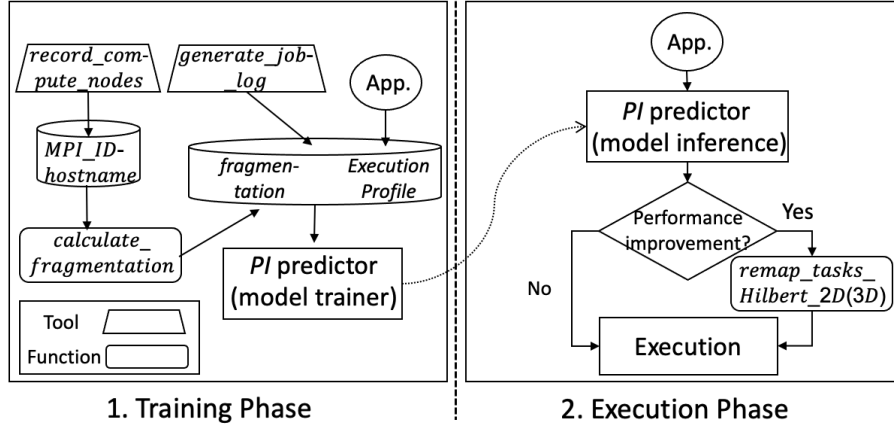 record_com-
pute_nodes
generate_job-
_log
App.
MPI_ID-
hostname
fragmen-
tation
Execution
Profile
calculate_
fragmentation
PI predictor
(model trainer)
Tool
Function
1. Training Phase
App.
PI predictor
(model inference)
Performance
improvement?
Yes
No
remap_tasks_
Hilbert_2D(3D)
Execution
2. Execution Phase